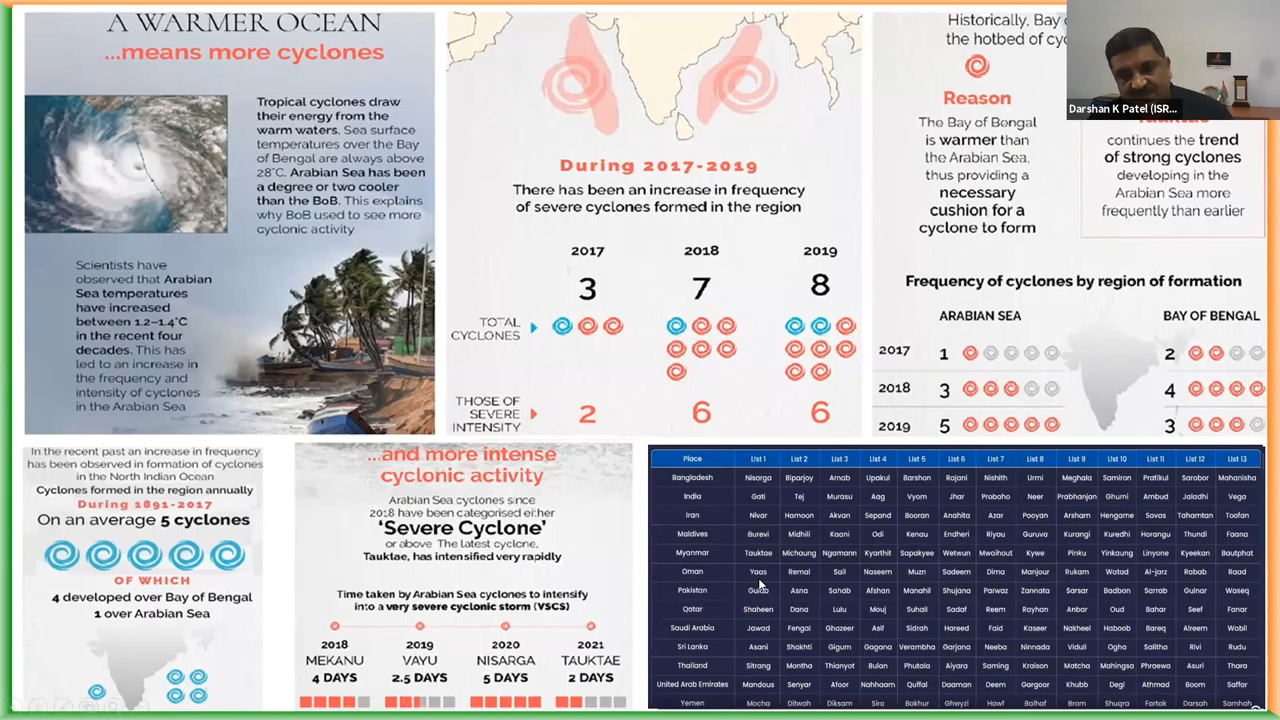 A WARMER OCEAN
...means more cyclones
Tropical cyclones draw
their energy from the
warm waters. Sea surface
temperatures over the Bay
of Bengal are always above
28°C. Arabian Sea has been
a degree or two cooler
than the BoB. This explains
why BoB used to see more
cyclonic activity
Scientists have
observed that Arabian
Sea temperatures
have increased
between 1.2–1.4°C
in the recent four
decades. This has
led to an increase in
the frequency and
intensity of cyclones
in the Arabian Sea
During 2017-2019
There has been an increase in frequency
of severe cyclones formed in the region
2017 2018 2019
3 7 8
TOTAL
CYCLONES
THOSE OF
SEVERE
INTENSITY
2 6 6
Historically, Bay
the hotbed of
Reason
The Bay of Bengal
is warmer than
the Arabian Sea,
thus providing a
necessary
cushion for a
cyclone to form
Darshan K Patel (ISR...
continues the trend
of strong cyclones
developing in the
Arabian Sea more
frequently than earlier
Frequency of cyclones by region of formation
ARABIAN SEA BAY OF BENGAL
2017 1 2
2018 3 4
2019 5 3
In the recent past an increase in frequency
has been observed in formation of cyclones
in the North Indian Ocean
Cyclones formed in the region annually
During 1891-2017
On an average 5 cyclones
OF WHICH
4 developed over Bay of Bengal
1 over Arabian Sea
...and more intense
cyclonic activity
Arabian Sea cyclones since
2018 have been categorised either
'Severe Cyclone'
or above. The latest cyclone,
Tauktae, has intensified very rapidly
Time taken by Arabian Sea cyclones to intensify
into a very severe cyclonic storm (VSCS)
2018 2019 2020 2021
MEKANU VAYU NISARGA TAUKTAE
4 DAYS 2.5 DAYS 5 DAYS 2 DAYS
Place List 1 List 2 List 3 List 4 List 5 List 6 List 7 List 8 List 9 List 10 List 11 List 12 List 13
Bangladesh Nisarga Biparjoy Arnab Upakul Barshon Rajani Nishith Urmi Meghala Samiron Pratikul Sarobor Mahanisha
India Gati Tej Murasu Aag Vyom Jhar Probaho Neer Prabhanjan Ghurni Ambud Jaladhi Vega
Iran Nivar Hamoon Akvan Sepand Booran Anahita Azar Pooyan Arsham Hengame Savas Tahamtan Toofan
Maldives Burevi Midhili Kaani Odi Kenau Endheri Riyau Guruva Kurangi Kuredhi Horangu Thundi Faana
Myanmar Tauktae Michaung Ngamann Kyarthit Sapakyee Wetwun Mwaihout Kywe Pinku Yinkaung Linyone Kyeekan Bautphat
Oman Yaas Remal Sail Naseem Muzn Sadeem Dima Manjour Rukam Watad Al-jarz Rabab Raad
Pakistan Gulab Asna Sahab Afshan Manahil Shujana Parwaz Zannata Sarsar Badban Sarrab Gulnar Waseq
Qatar Shaheen Dana Lulu Mouj Suhail Sadaf Reem Rayhan Anbar Oud Bahar Seef Fanar
Saudi Arabia Jawad Fengal Ghazeer Asif Sidrah Hareed Faid Kaseer Nakheel Haboob Bareq Alreem Wabil
Sri Lanka Asani Shakhti Gigum Gagana Verambha Garjana Neeba Ninnada Viduli Ogha Salitha Rivi Rudu
Thailand Sitrang Montha Thianyot Bulan Phutala Aiyara Saming Kraison Matcha Mahingsa Phraewa Asuri Thara
United Arab Emirates Mandous Senyar Afoor Nahhaam Quffal Daaman Deem Gargoor Khubb Degl Athmad Boom Saffar
Yemen Mocha Ditwah Diksam Sira Bakhur Ghwyzi Hawf Balhaf Brom Shuqra Fartak Darsah Samhah